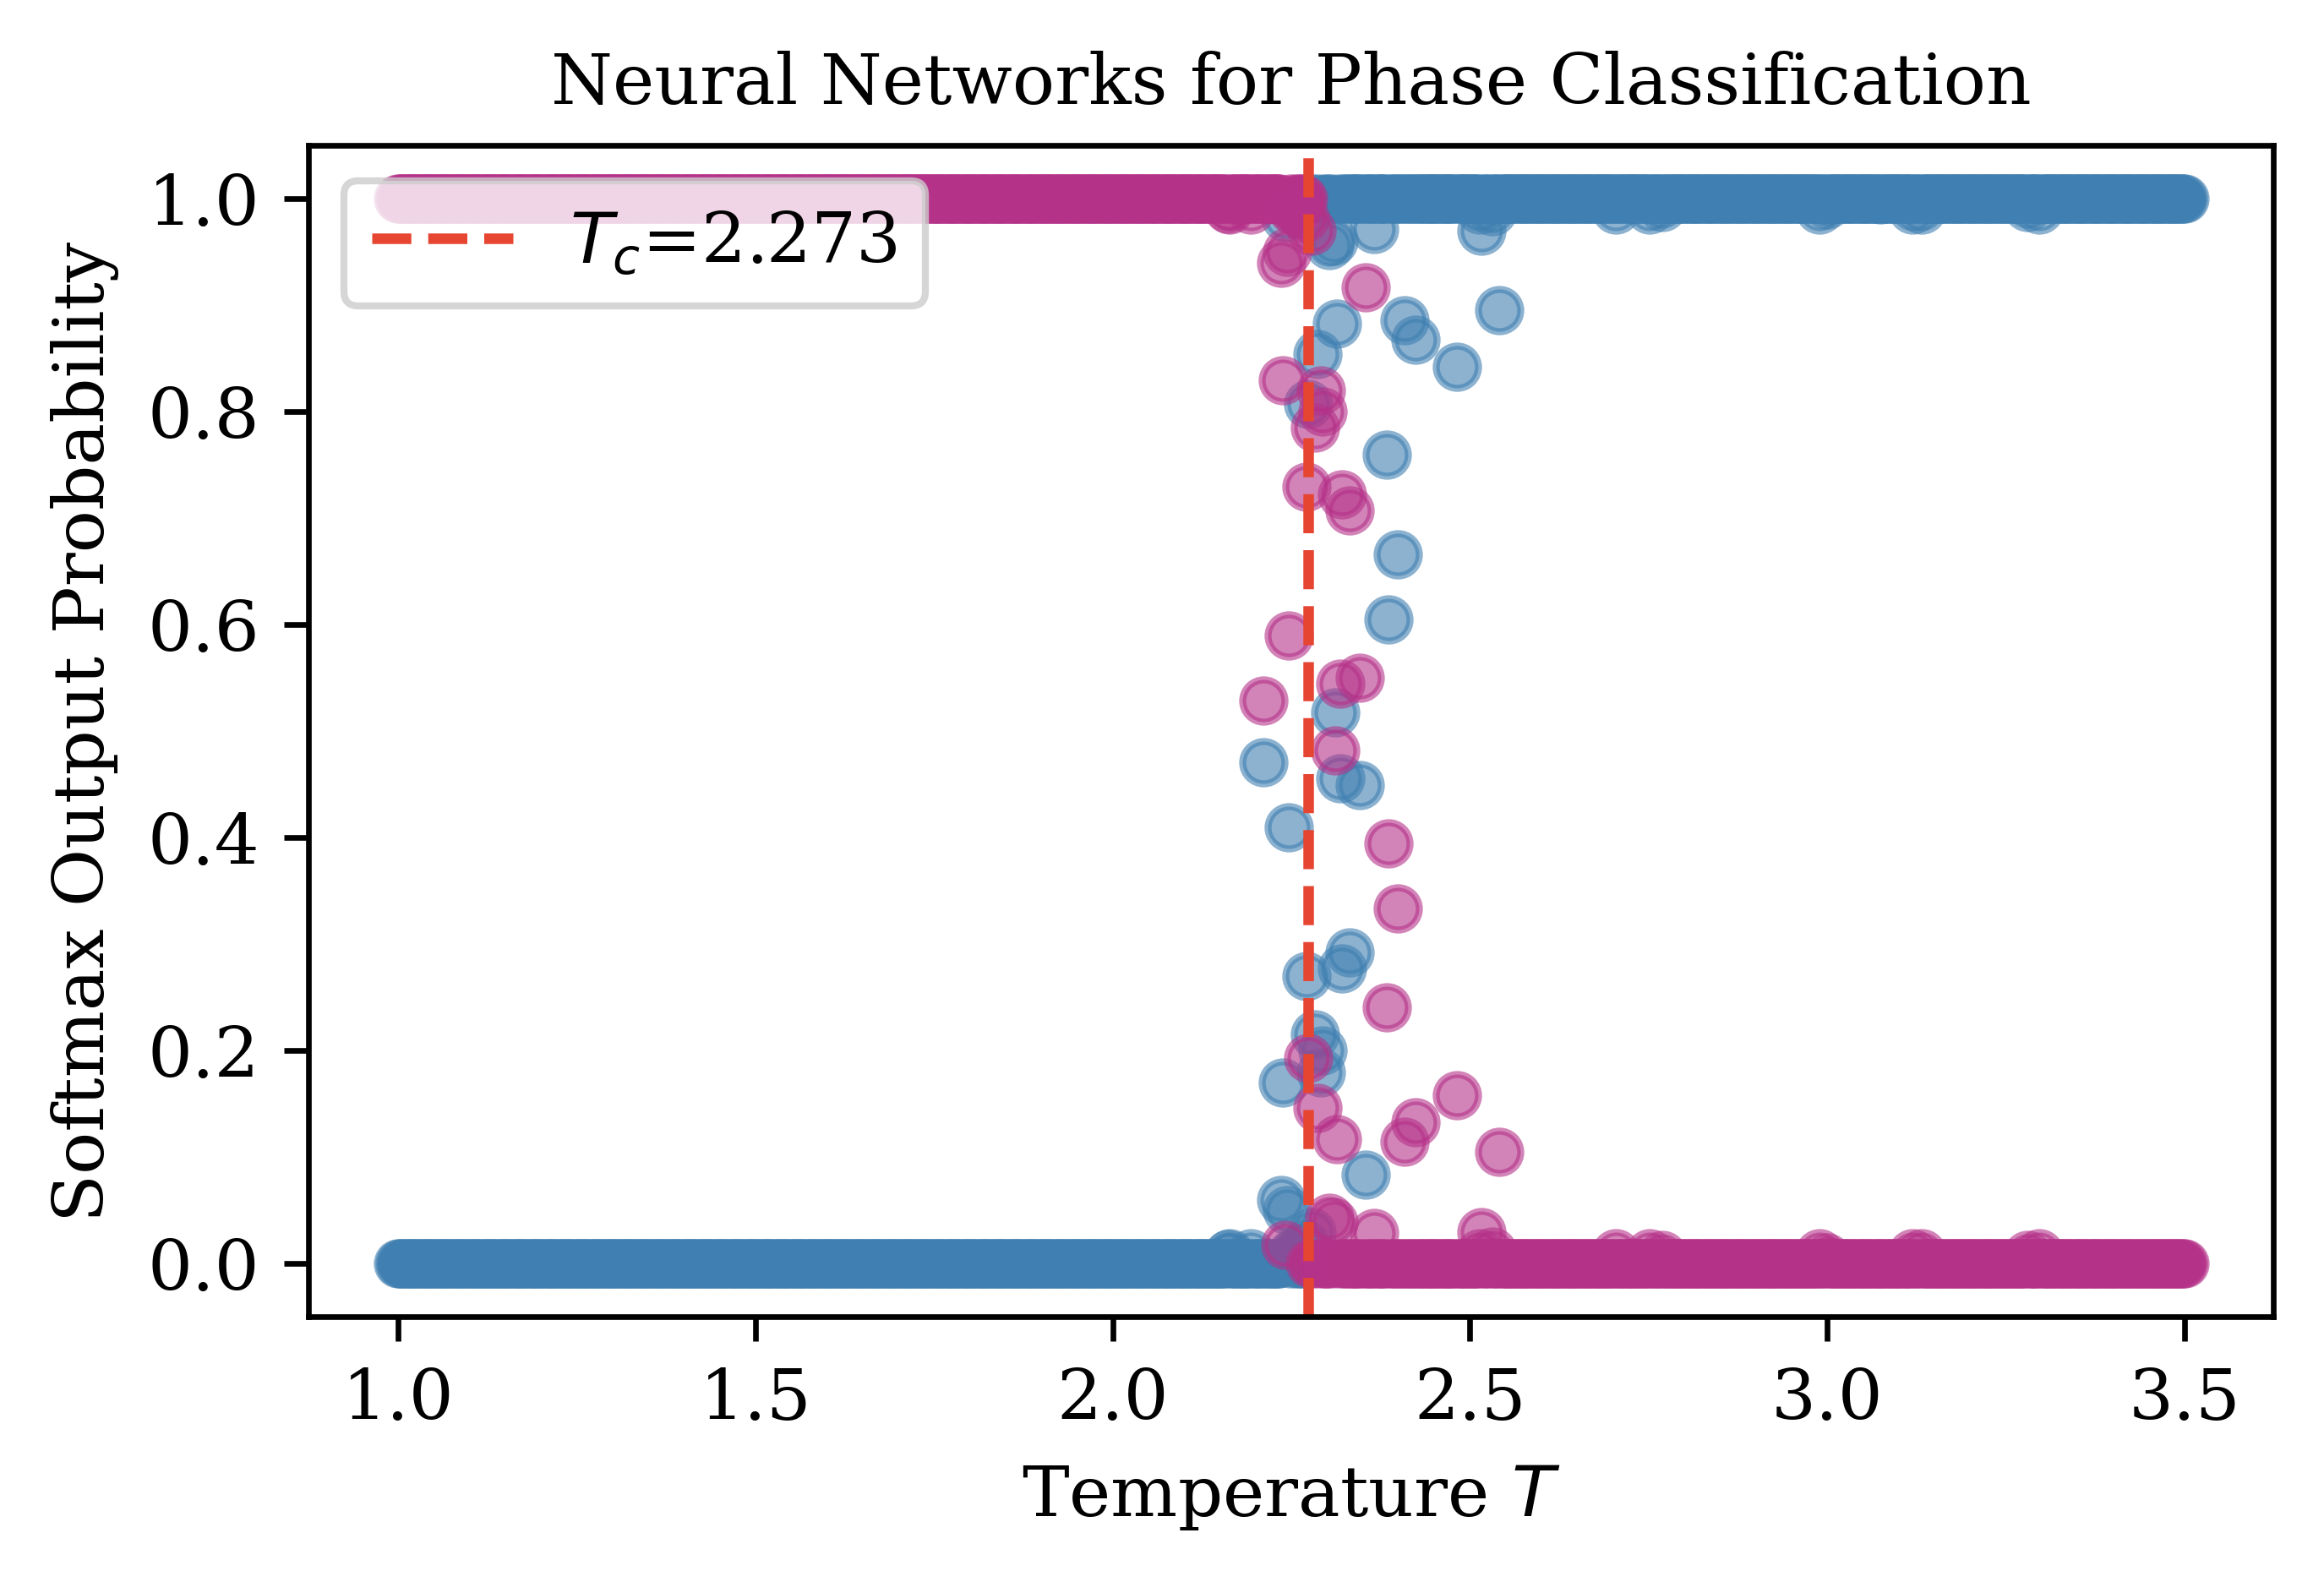 Neural Networks for Phase Classification
T_c=2.273
Softmax Output Probability
1.0
0.8
0.6
0.4
0.2
0.0
1.0 1.5 2.0 2.5 3.0 3.5
Temperature T